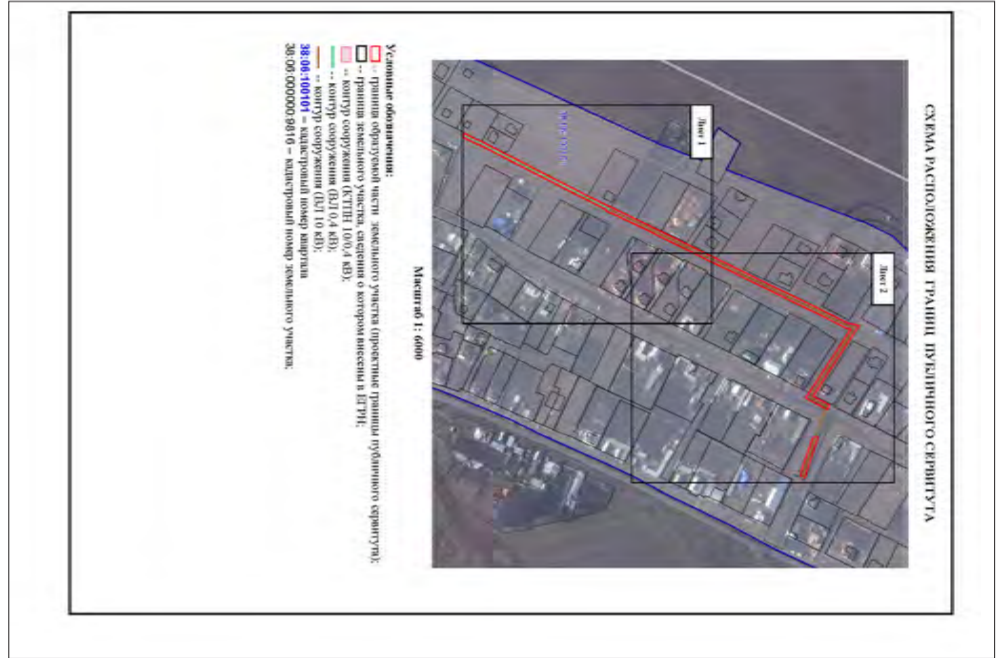 СХЕМА РАСПОЛОЖЕНИЯ ГРАНИЦ ПУБЛИЧНОГО СЕРВИТУТА
Лист 1
Лист 2
Масштаб 1: 6000
Условные обозначения:
-- граница образуемой части земельного участка (проектные границы публичного сервитута);
-- граница земельного участка, сведения о котором внесены в ЕГРН;
-- контур сооружения (КТПН 10/0,4 кВ);
-- контур сооружения (ВЛ 0,4 кВ);
-- контур сооружения (ВЛ 10 кВ);
38:06:100101 – кадастровый номер квартала
38:06:000000:9816 – кадастровый номер земельного участка;